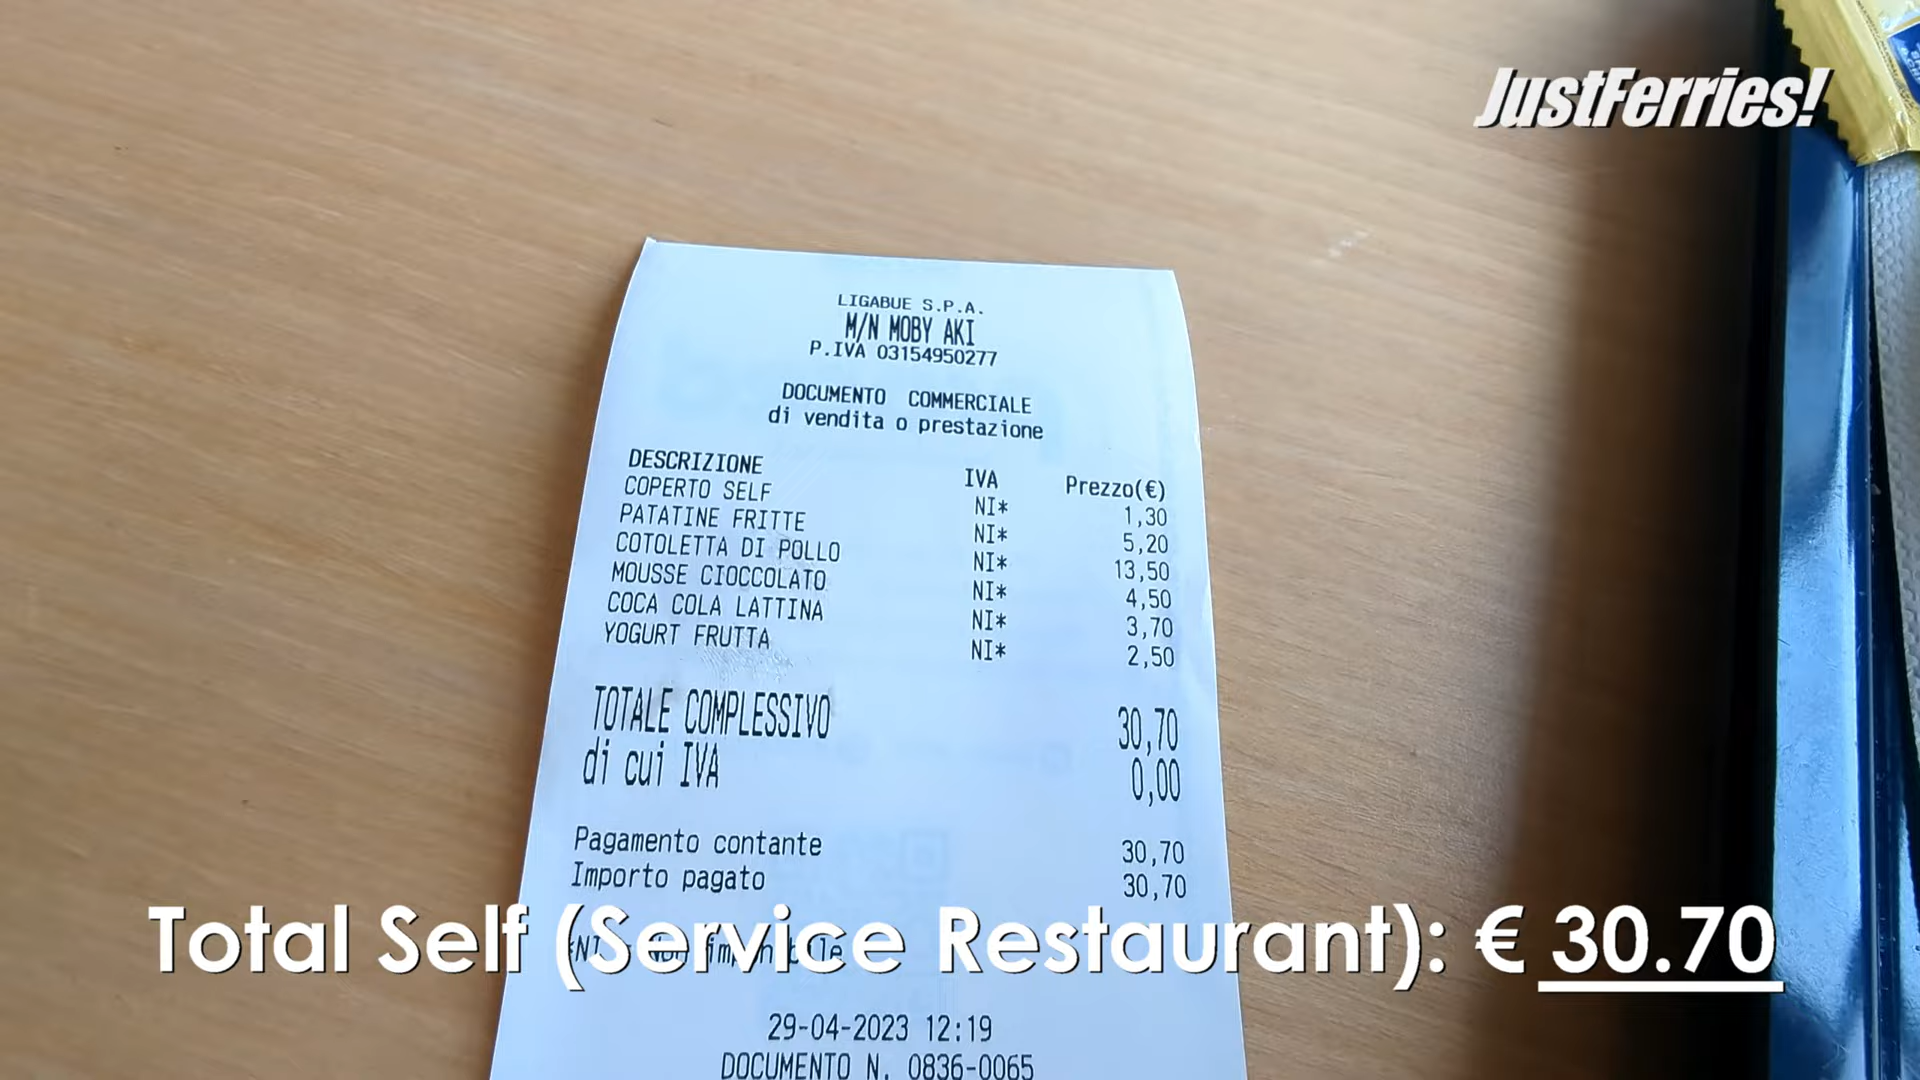 JustFerries!
LIGABUE S.P.A.
M/N MOBY AKI
P.IVA 03154950277
DOCUMENTO COMMERCIALE
di vendita o prestazione
DESCRIZIONE IVA Prezzo(€)
COPERTO SELF NI* 1,30
PATATINE FRITTE NI* 5,20
COTOLETTA DI POLLO NI* 13,50
MOUSSE CIOCCOLATO NI* 4,50
COCA COLA LATTINA NI* 3,70
YOGURT FRUTTA NI* 2,50
TOTALE COMPLESSIVO 30,70
di cui IVA 0,00
Pagamento contante 30,70
Importo pagato 30,70
Total Self (Service Restaurant): € 30.70
29-04-2023 12:19
DOCUMENTO N. 0836-0065